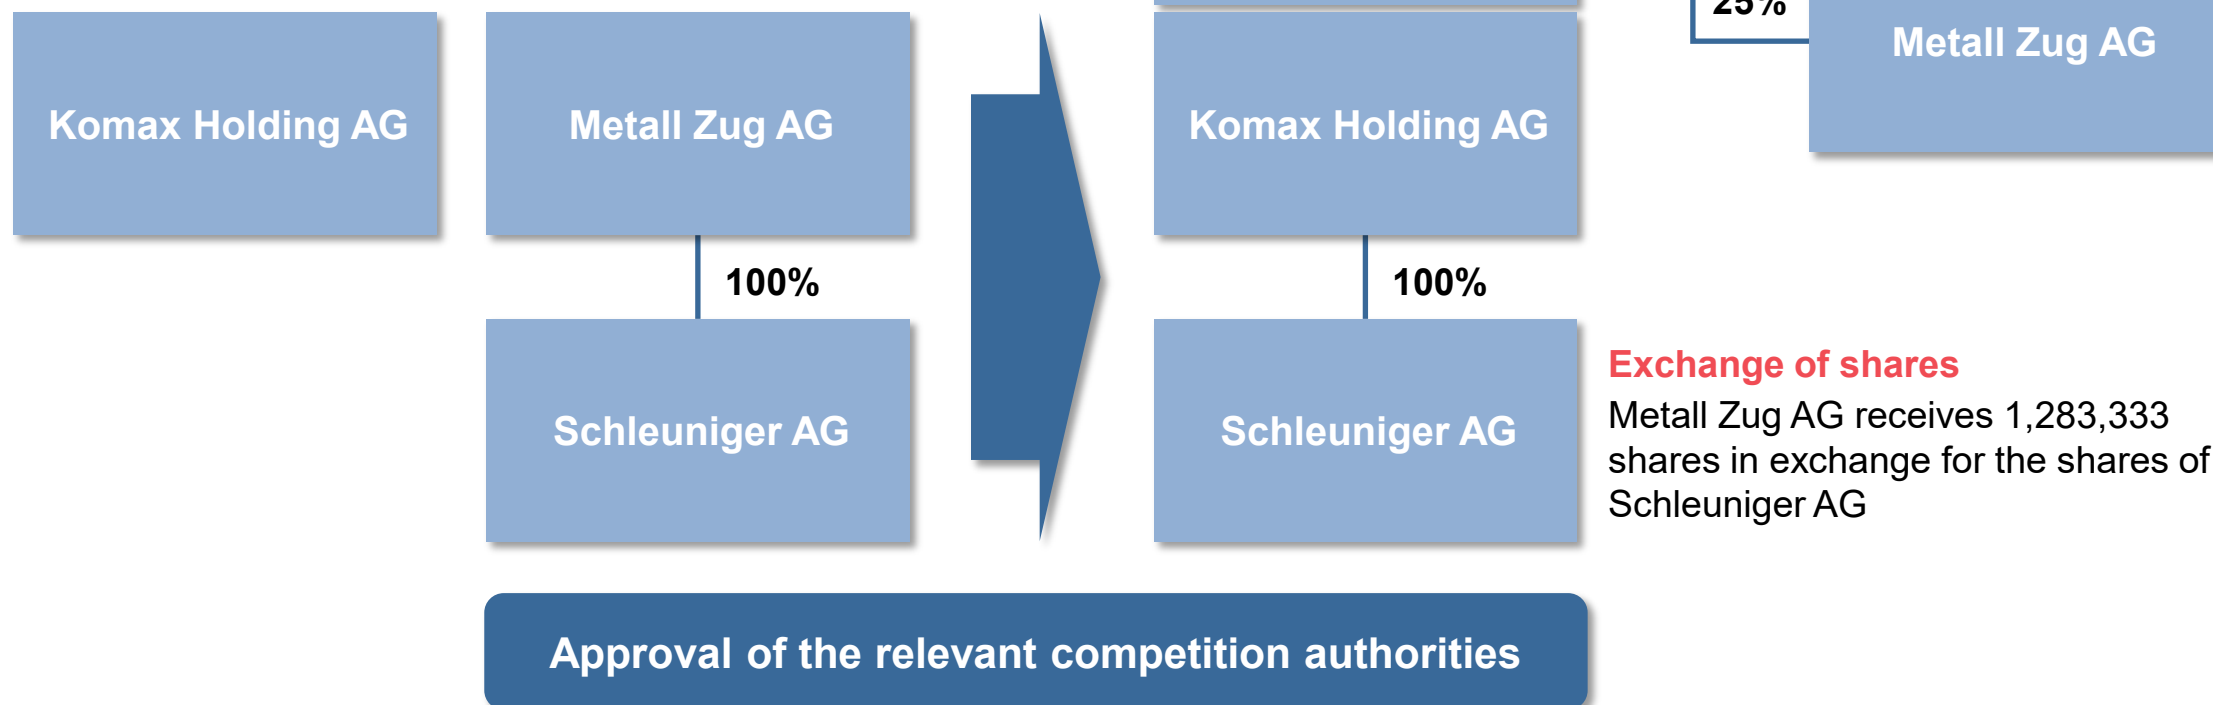 25%
Metall Zug AG
Komax Holding AG
Metall Zug AG
Komax Holding AG
100%
100%
Schleuniger AG
Schleuniger AG
Exchange of shares
Metall Zug AG receives 1,283,333
shares in exchange for the shares of
Schleuniger AG
Approval of the relevant competition authorities